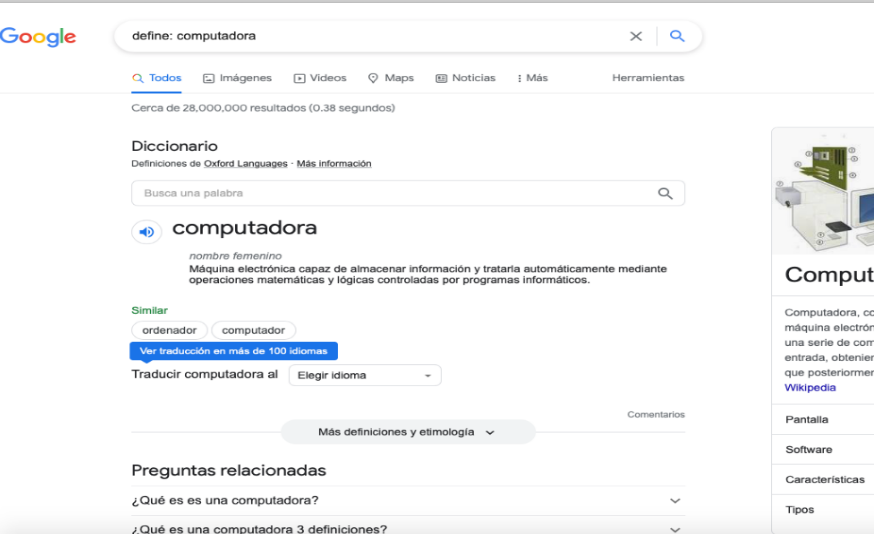 Google
define: computadora
Todos Imágenes Videos Maps Noticias Más Herramientas
Cerca de 28,000,000 resultados (0.38 segundos)
Diccionario
Definiciones de Oxford Languages · Más información
Busca una palabra
computadora
nombre femenino
Máquina electrónica capaz de almacenar información y tratarla automáticamente mediante
operaciones matemáticas y lógicas controladas por programas informáticos.
Similar
ordenador computador
Ver traducción en más de 100 idiomas
Traducir computadora al Elegir idioma
Comentarios
Más definiciones y etimología
Preguntas relacionadas
¿Qué es es una computadora?
¿Qué es una computadora 3 definiciones?
Comput
Computadora, co
máquina electrón
una serie de com
entrada, obtenien
que posteriormen
Wikipedia
Pantalla
Software
Características
Tipos